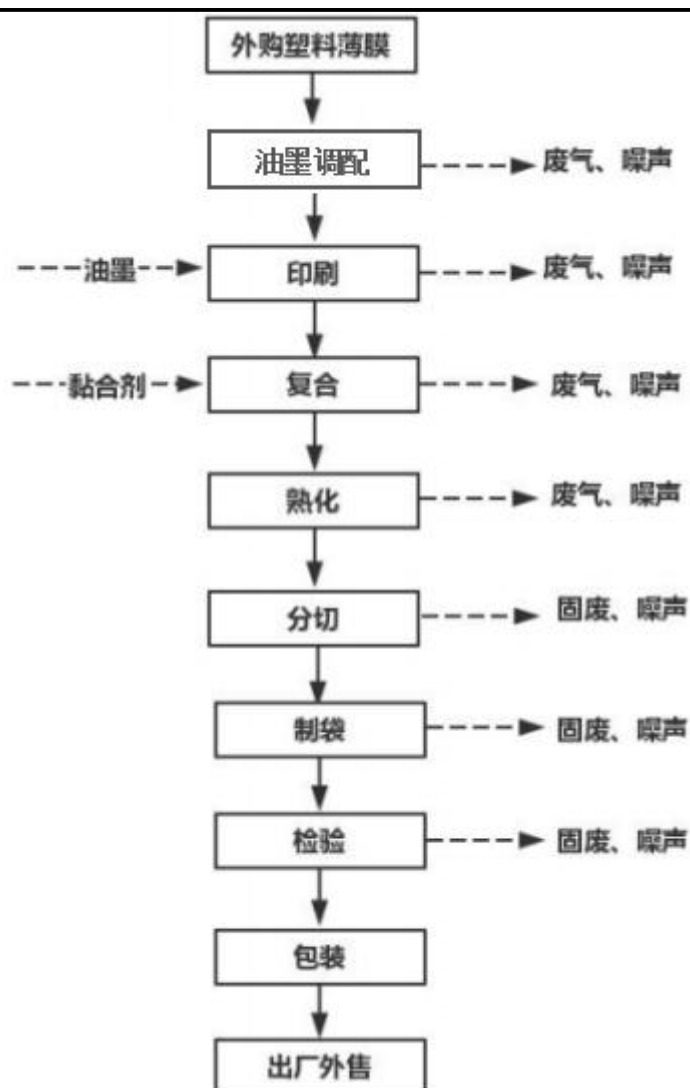 外购塑料薄膜
油墨调配
废气、噪声
油墨
印刷
废气、噪声
黏合剂
复合
废气、噪声
熟化
废气、噪声
分切
固废、噪声
制袋
固废、噪声
检验
固废、噪声
包装
出厂外售